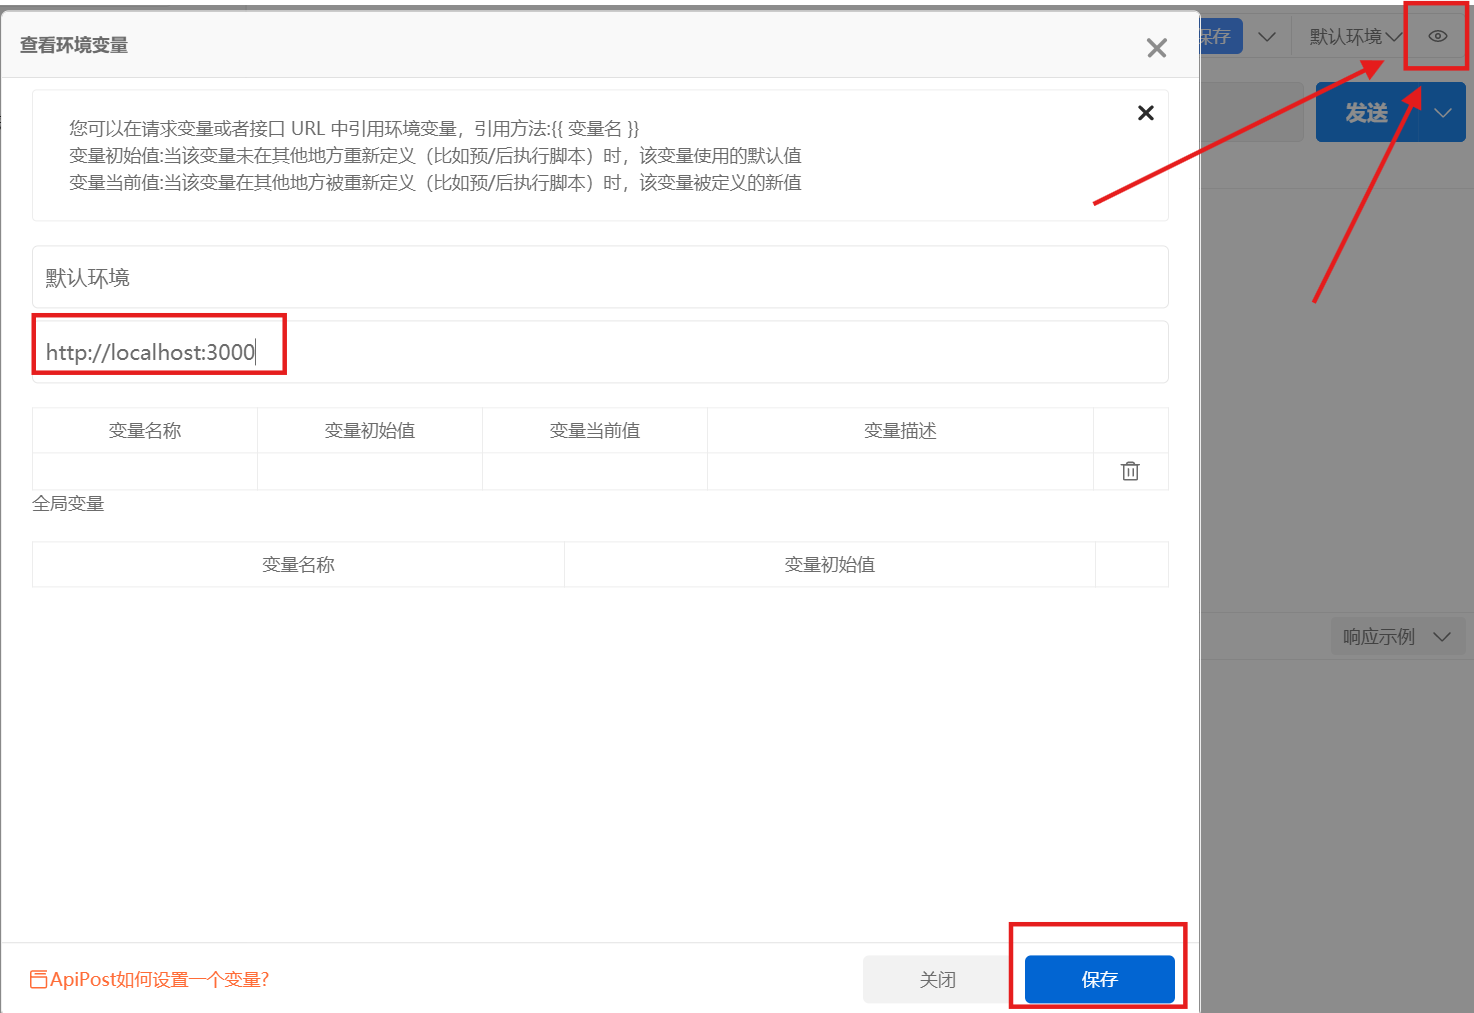 查看环境变量
保存
默认环境
您可以在请求变量或者接口 URL 中引用环境变量，引用方法:{{ 变量名 }}
变量初始值:当该变量未在其他地方重新定义（比如预/后执行脚本）时，该变量使用的默认值
变量当前值:当该变量在其他地方被重新定义（比如预/后执行脚本）时，该变量被定义的新值
发送
默认环境
http://localhost:3000
变量名称 变量初始值 变量当前值 变量描述
全局变量
变量名称 变量初始值
响应示例
ApiPost如何设置一个变量?
关闭
保存